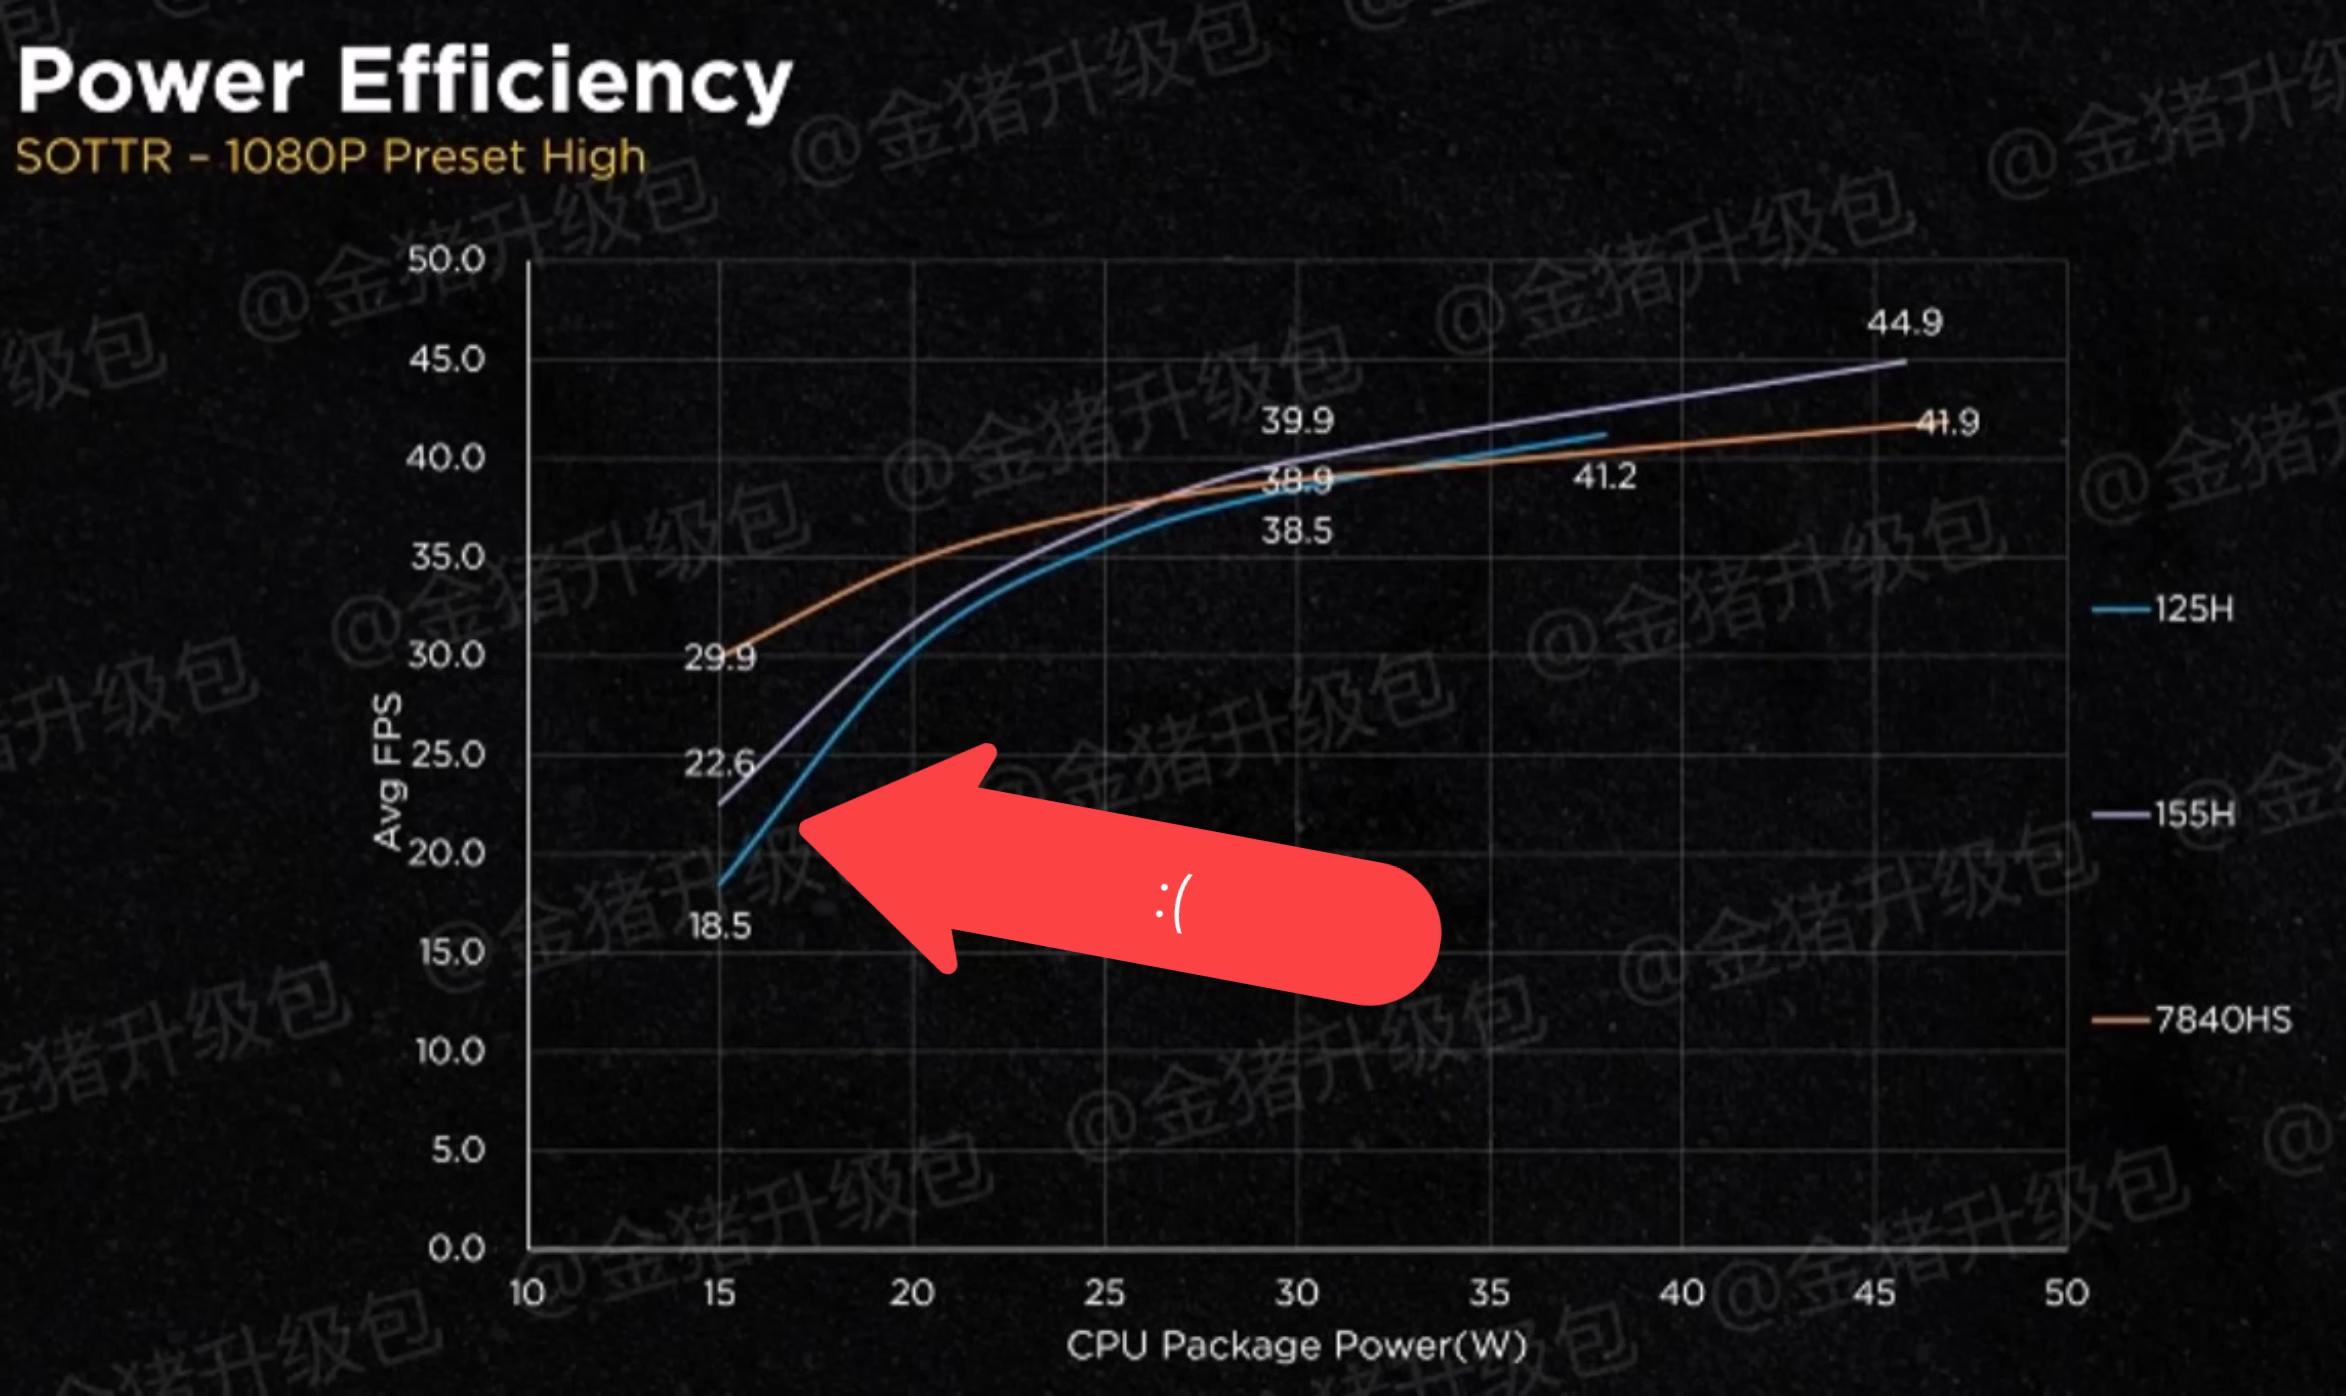 Power Efficiency
SOTTR – 1080P Preset High
@金猪升级包
50.0
45.0
40.0
35.0
30.0
25.0
20.0
15.0
10.0
5.0
0.0
Avg FPS
44.9
39.9
41.9
38.9
41.2
38.5
29.9
22.6
18.5
:(
125H
155H
7840HS
10 15 20 25 30 35 40 45 50
CPU Package Power(W)